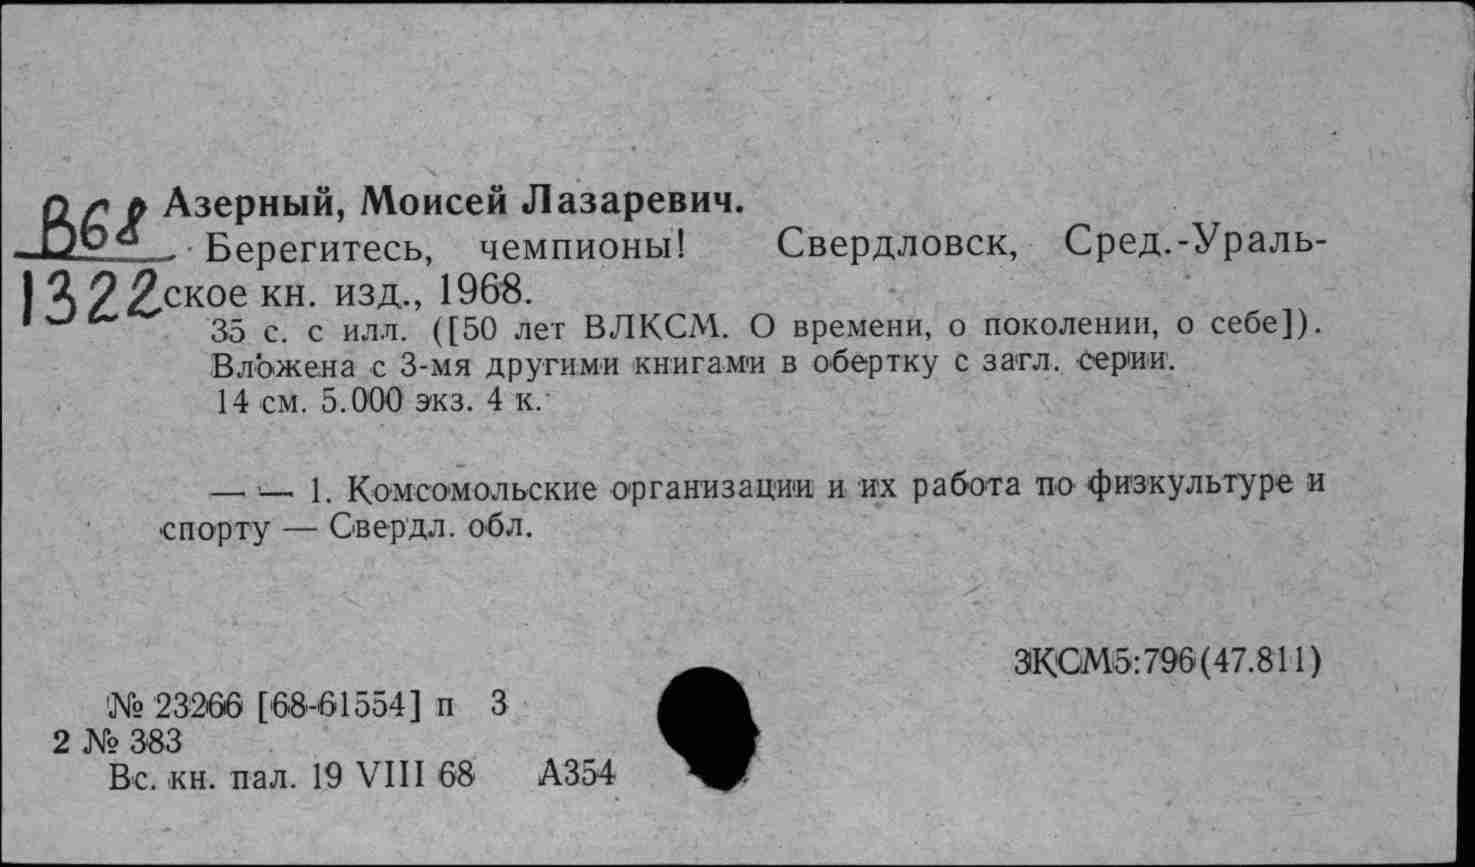 Азерный, Моисей Лазаревич.
В68
Берегитесь, чемпионы! Свердловск, Сред.-Ураль-
1322
ское кн. изд., 1968.
35 с. с илл. ([50 лет ВЛКСМ. О времени, о поколении, о себе]).
Вложена с 3-мя другими книгами в обертку с загл. серии.
14 см. 5.000 экз. 4 к.
— — 1. Комсомольские организации и их работа по физкультуре и
спорту — Свердл. обл.
3КСМ5:796(47.811)
№ 23266 [68-61554] п 3
2 № 383
Вс. кн. пал. 19 VIII 68 А354